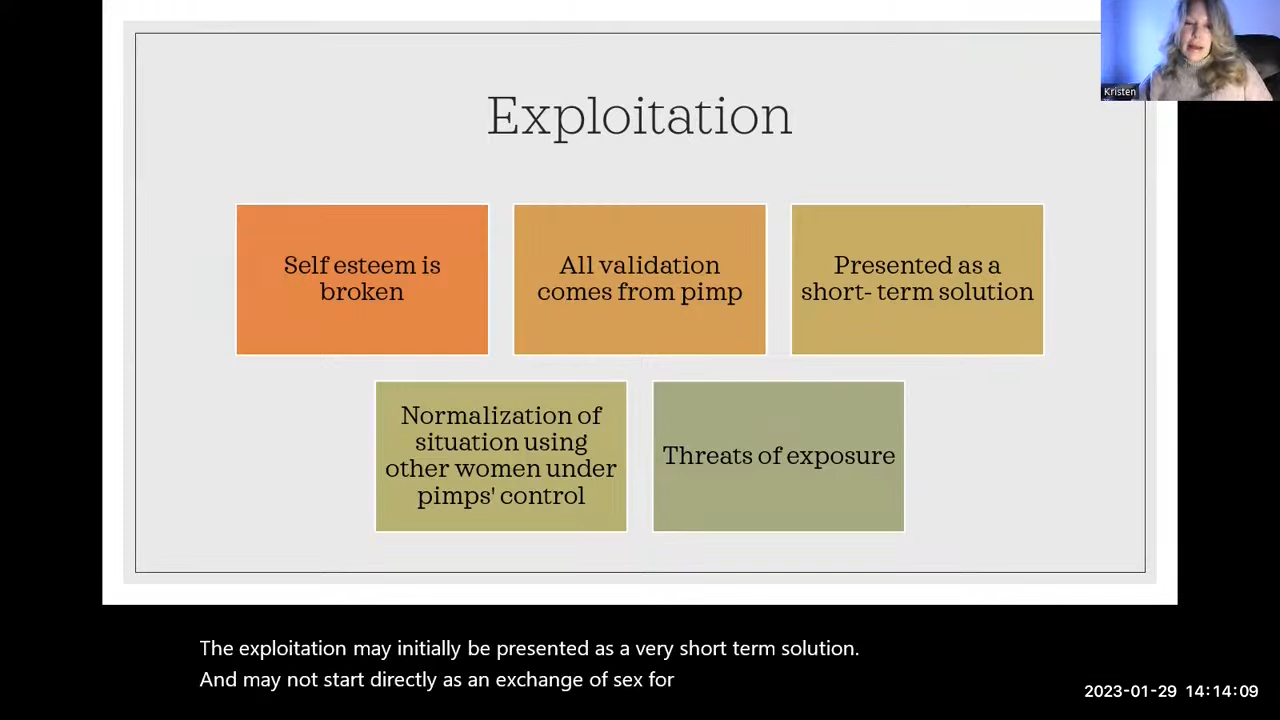 Kristen
Exploitation
Self esteem is
broken
All validation
comes from pimp
Presented as a
short- term solution
Normalization of
situation using
other women under
pimps' control
Threats of exposure
The exploitation may initially be presented as a very short term solution.
And may not start directly as an exchange of sex for
2023-01-29 14:14:09